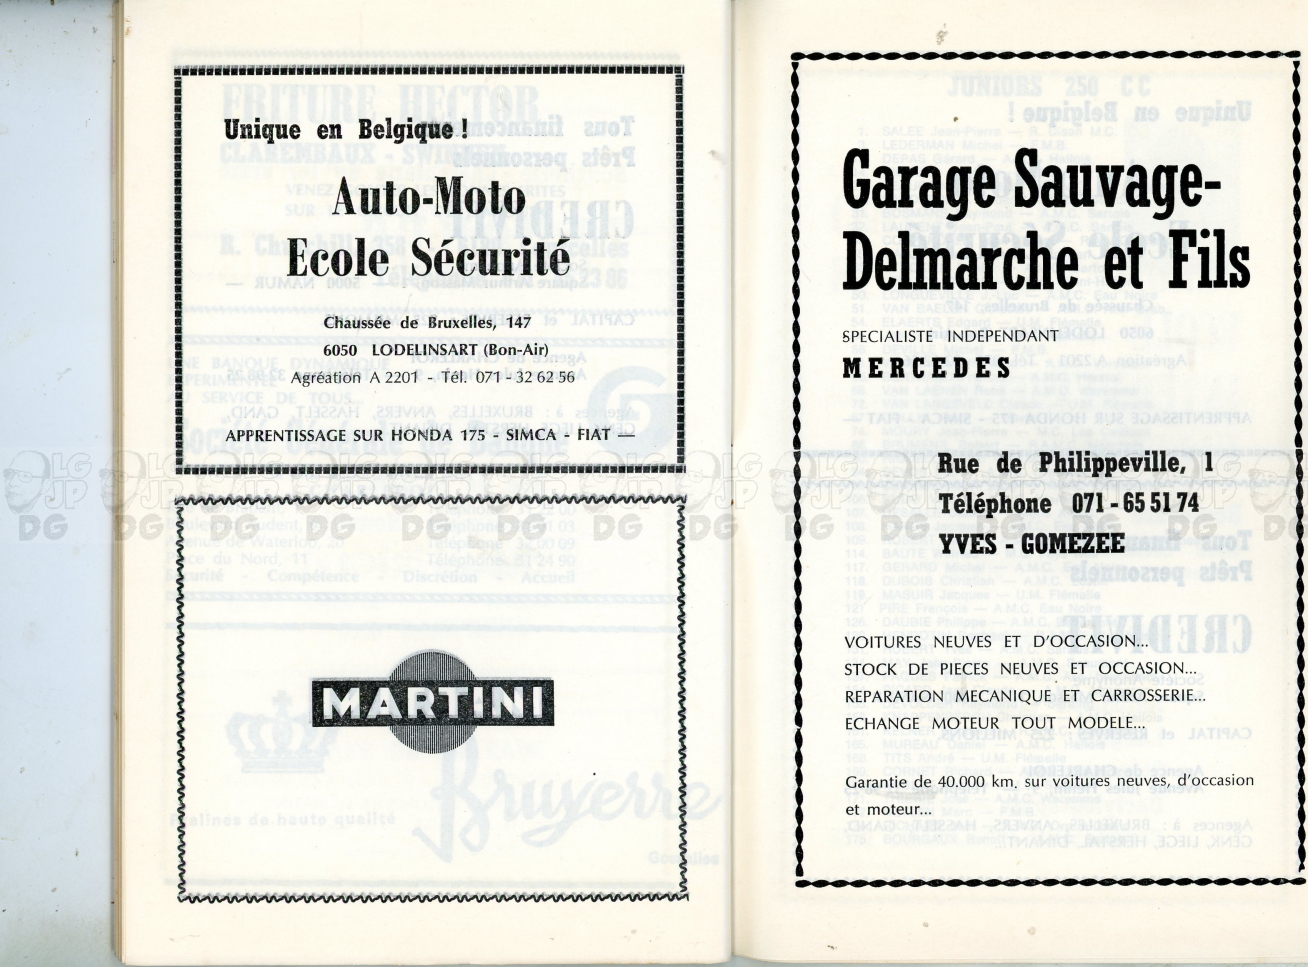 Unique en Belgique !
Auto-Moto
Ecole Sécurité
Chaussée de Bruxelles, 147
6050 LODELINSART (Bon-Air)
Agréation A 2201 - Tél. 071 - 32 62 56
APPRENTISSAGE SUR HONDA 175 - SIMCA - FIAT —
MARTINI
Garage Sauvage-
Delmarche et Fils
SPECIALISTE INDEPENDANT
MERCEDES
Rue de Philippeville, 1
Téléphone 071 - 65 51 74
YVES - GOMEZEE
VOITURES NEUVES ET D'OCCASION...
STOCK DE PIECES NEUVES ET OCCASION...
REPARATION MECANIQUE ET CARROSSERIE...
ECHANGE MOTEUR TOUT MODELE...
Garantie de 40.000 km. sur voitures neuves, d'occasion
et moteur...